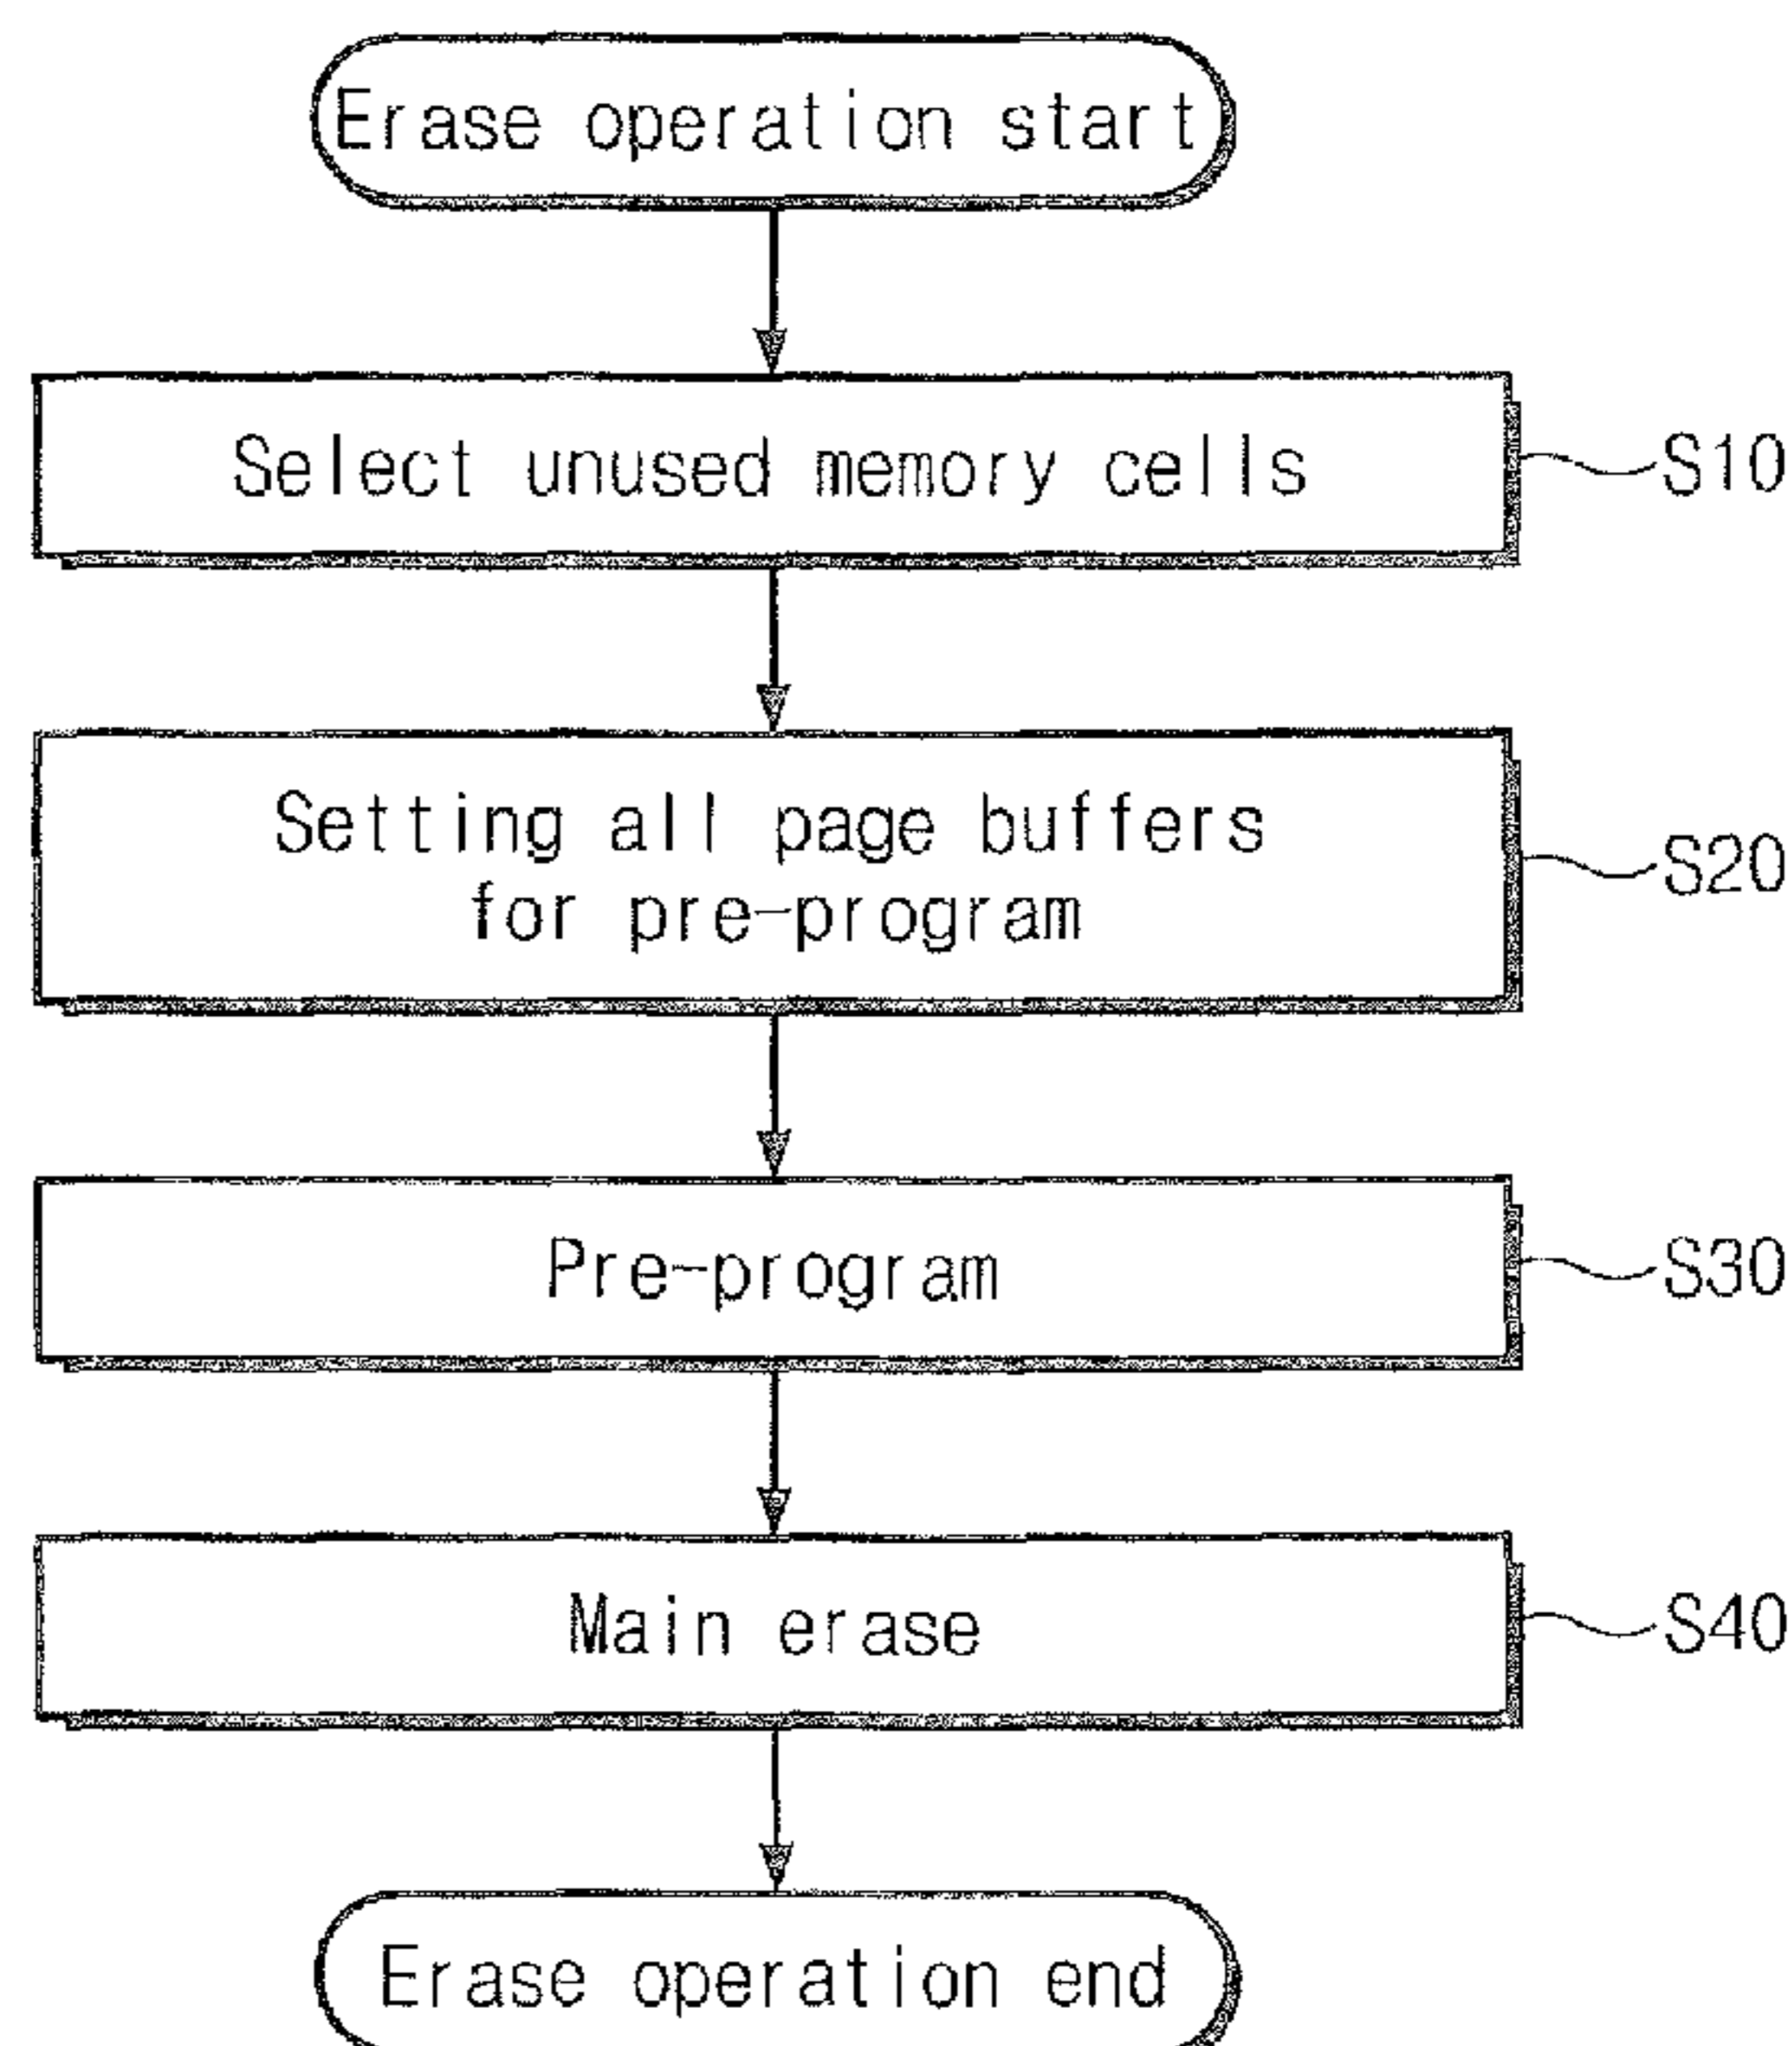 Erase operation start
Select unused memory cells
S10
Setting all page buffers
for pre-program
S20
Pre-program
S30
Main erase
S40
Erase operation end